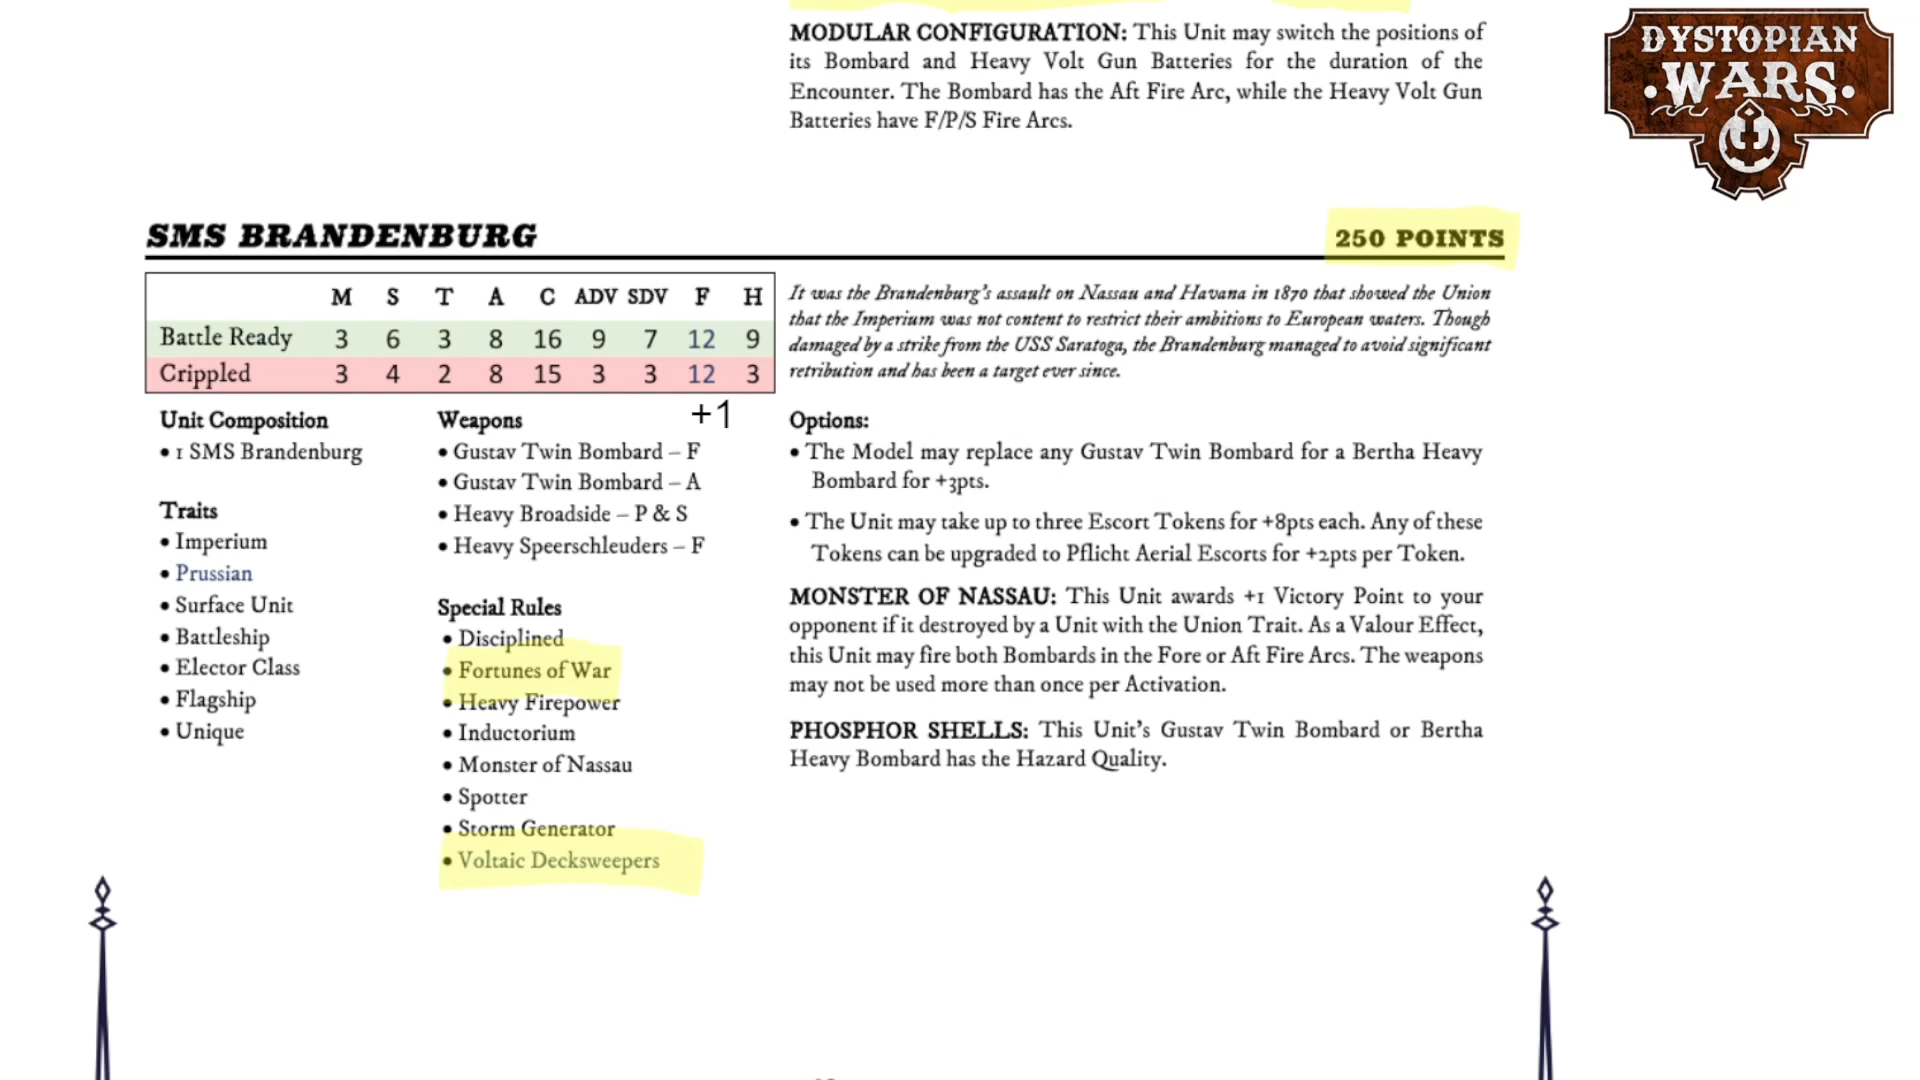 MODULAR CONFIGURATION: This Unit may switch the positions of
its Bombard and Heavy Volt Gun Batteries for the duration of the
Encounter. The Bombard has the Aft Fire Arc, while the Heavy Volt Gun
Batteries have F/P/S Fire Arcs.
DYSTOPIAN
WARS
SMS BRANDENBURG
250 POINTS
M S T A C ADV SDV F H
Battle Ready 3 6 3 8 16 9 7 12 9
Crippled 3 4 2 8 15 3 3 12 3
+1
It was the Brandenburg's assault on Nassau and Havana in 1870 that showed the Union
that the Imperium was not content to restrict their ambitions to European waters. Though
damaged by a strike from the USS Saratoga, the Brandenburg managed to avoid significant
retribution and has been a target ever since.
Unit Composition
• 1 SMS Brandenburg
Traits
• Imperium
• Prussian
• Surface Unit
• Battleship
• Elector Class
• Flagship
• Unique
Weapons
• Gustav Twin Bombard – F
• Gustav Twin Bombard – A
• Heavy Broadside – P & S
• Heavy Speerschleuders – F
Special Rules
• Disciplined
• Fortunes of War
• Heavy Firepower
• Inductorium
• Monster of Nassau
• Spotter
• Storm Generator
• Voltaic Decksweepers
Options:
• The Model may replace any Gustav Twin Bombard for a Bertha Heavy
Bombard for +3pts.
• The Unit may take up to three Escort Tokens for +8pts each. Any of these
Tokens can be upgraded to Pflicht Aerial Escorts for +2pts per Token.
MONSTER OF NASSAU: This Unit awards +1 Victory Point to your
opponent if it destroyed by a Unit with the Union Trait. As a Valour Effect,
this Unit may fire both Bombards in the Fore or Aft Fire Arcs. The weapons
may not be used more than once per Activation.
PHOSPHOR SHELLS: This Unit's Gustav Twin Bombard or Bertha
Heavy Bombard has the Hazard Quality.